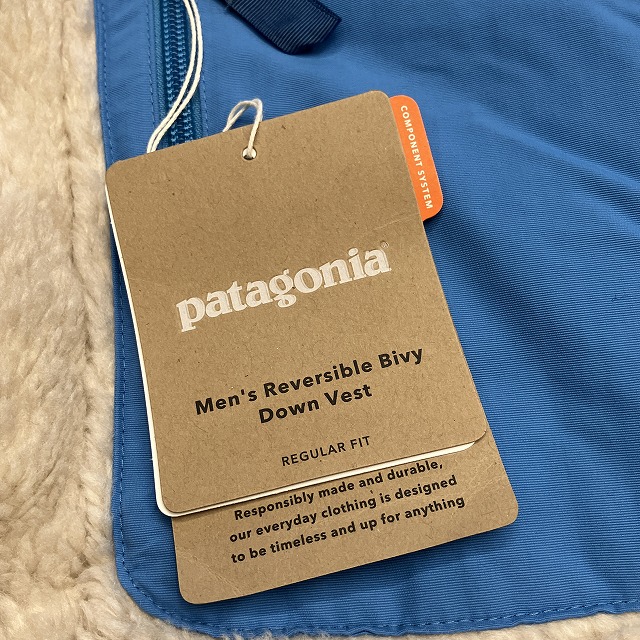 COMPONENT SYSTEM
patagonia®
Men's Reversible Bivy
Down Vest
REGULAR FIT
Responsibly made and durable,
our everyday clothing is designed
to be timeless and up for anything